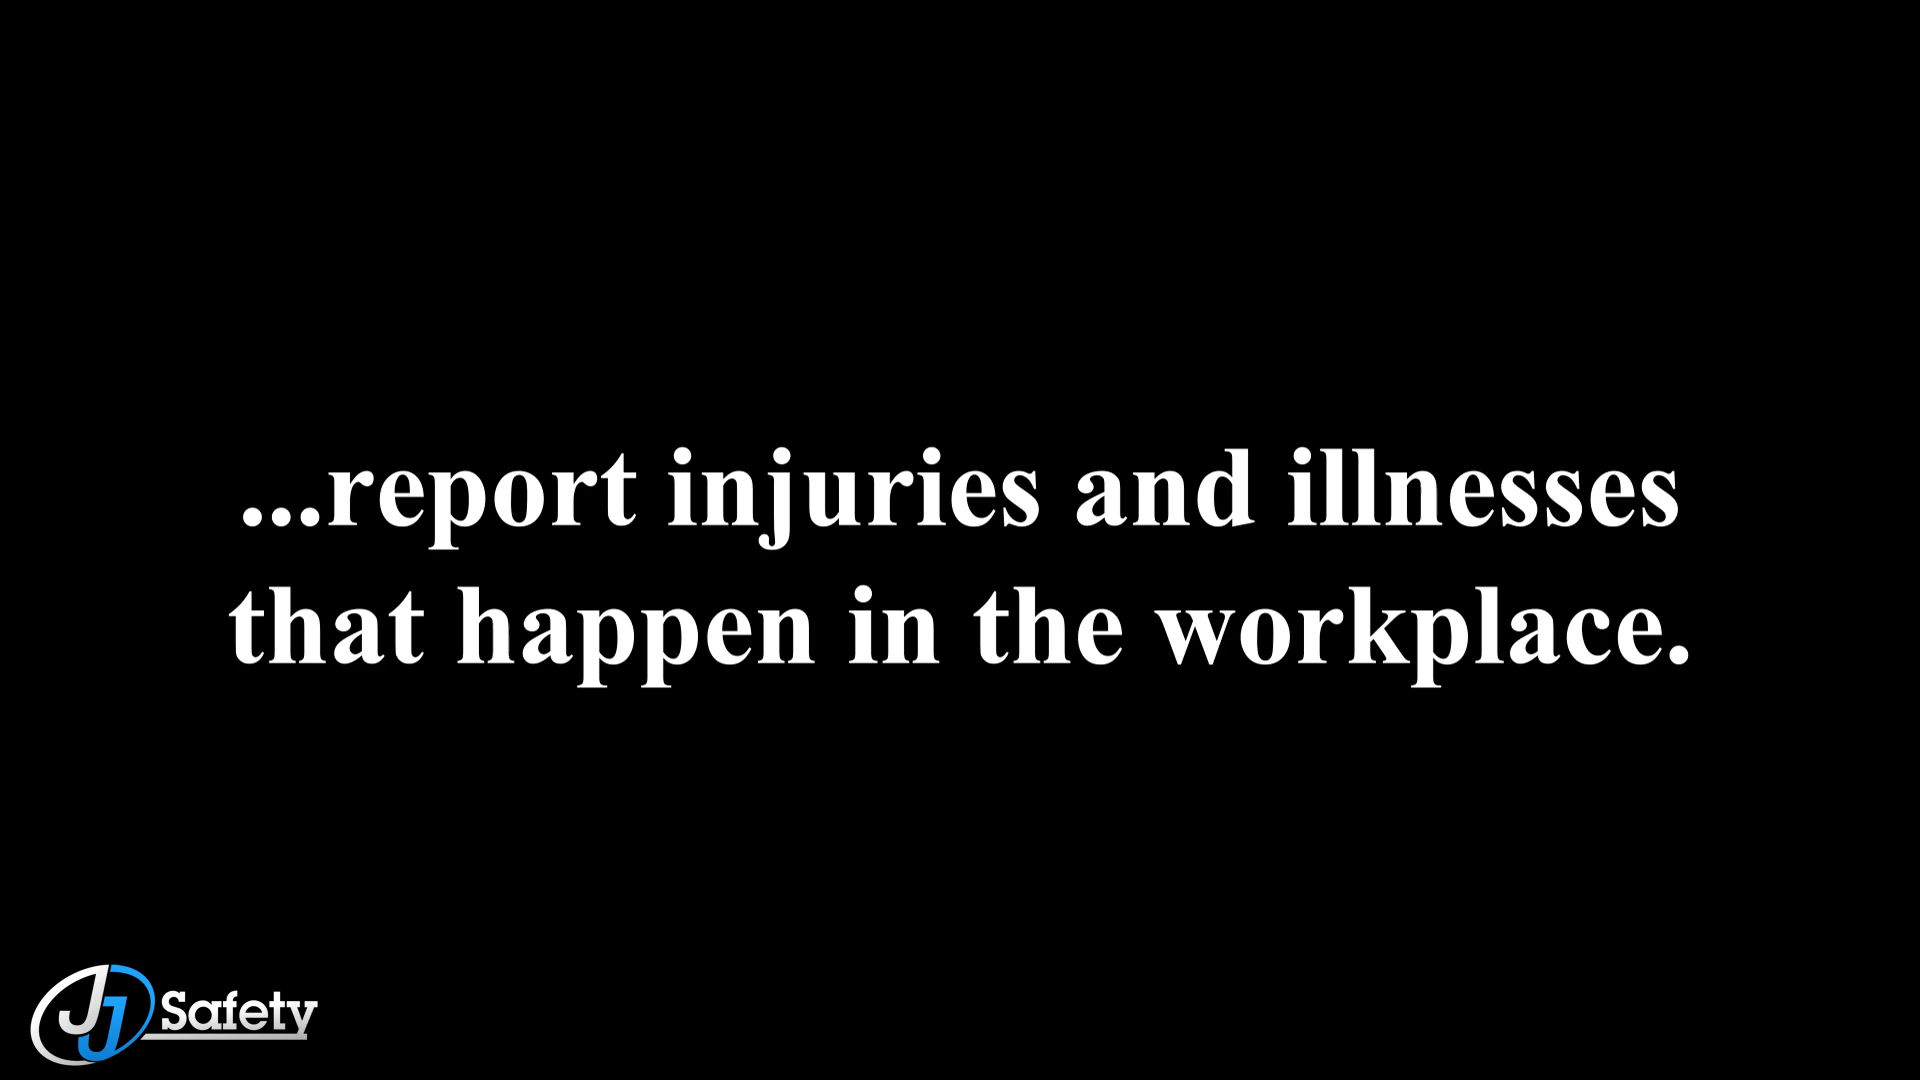 ...report injuries and illnesses
that happen in the workplace.
JJ Safety